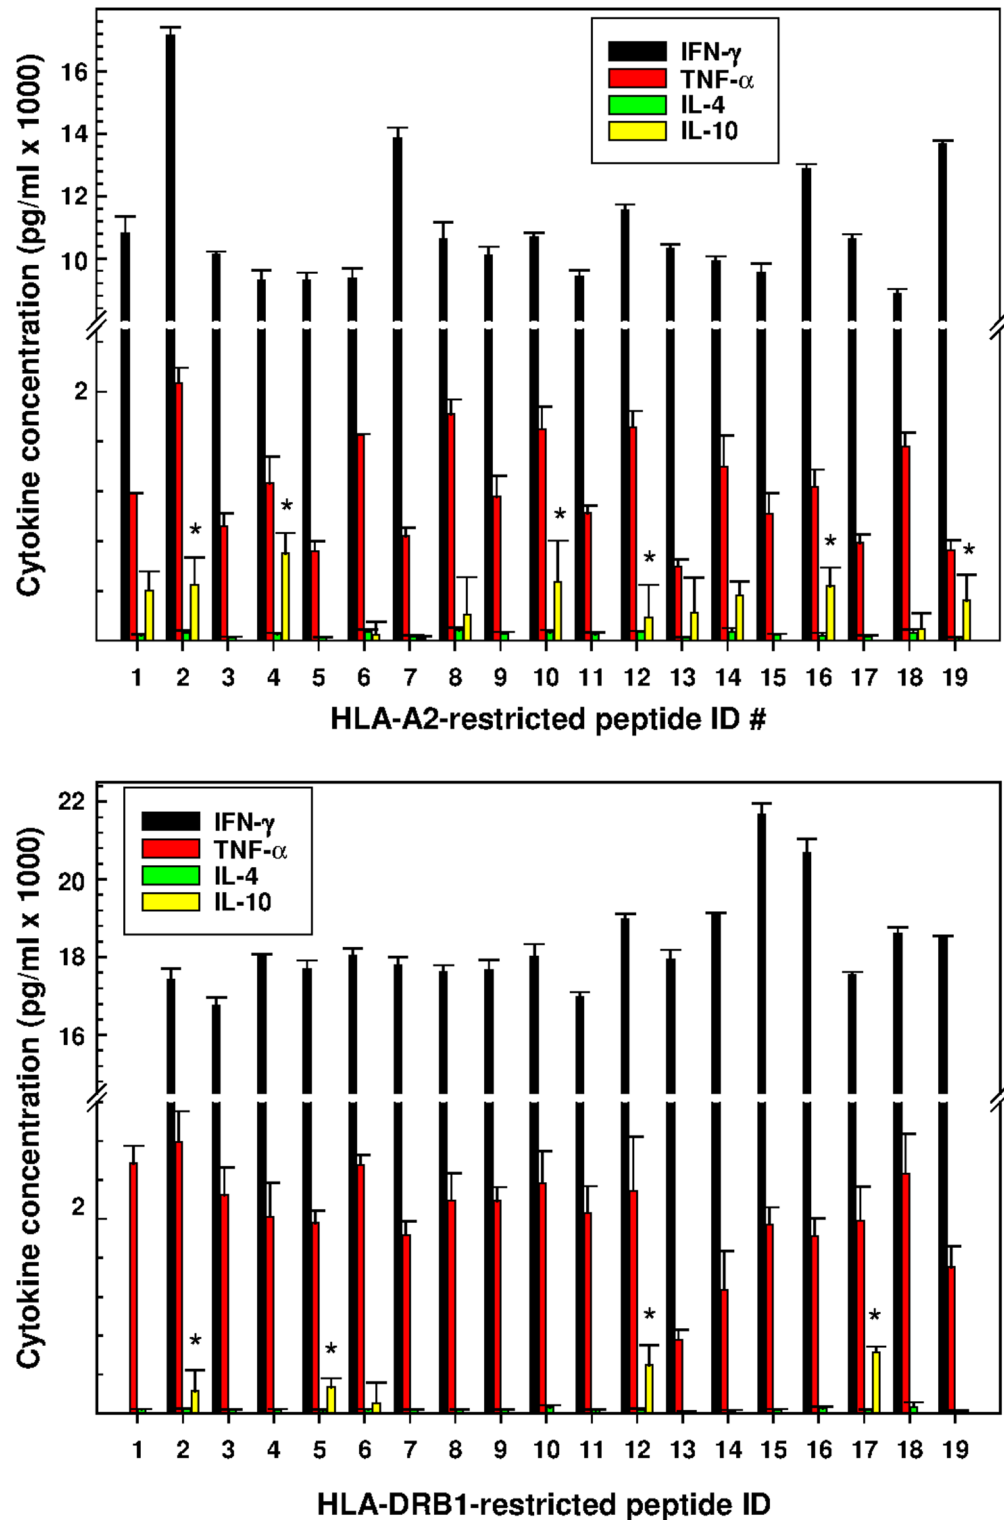 Cytokine concentration (pg/ml x 1000)
16
14
12
10
2
IFN-γ
TNF-α
IL-4
IL-10
* * * * * *
1 2 3 4 5 6 7 8 9 10 11 12 13 14 15 16 17 18 19
HLA-A2-restricted peptide ID #
Cytokine concentration (pg/ml x 1000)
22
20
18
16
2
IFN-γ
TNF-α
IL-4
IL-10
* * * *
1 2 3 4 5 6 7 8 9 10 11 12 13 14 15 16 17 18 19
HLA-DRB1-restricted peptide ID